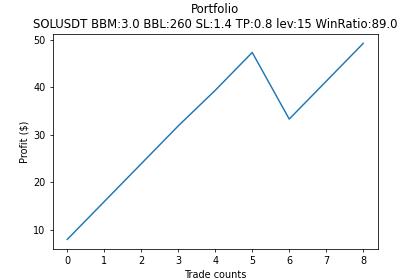 Portfolio
SOLUSDT BBM:3.0 BBL:260 SL:1.4 TP:0.8 lev:15 WinRatio:89.0
50
40
30
20
10
Profit ($)
0 1 2 3 4 5 6 7 8
Trade counts